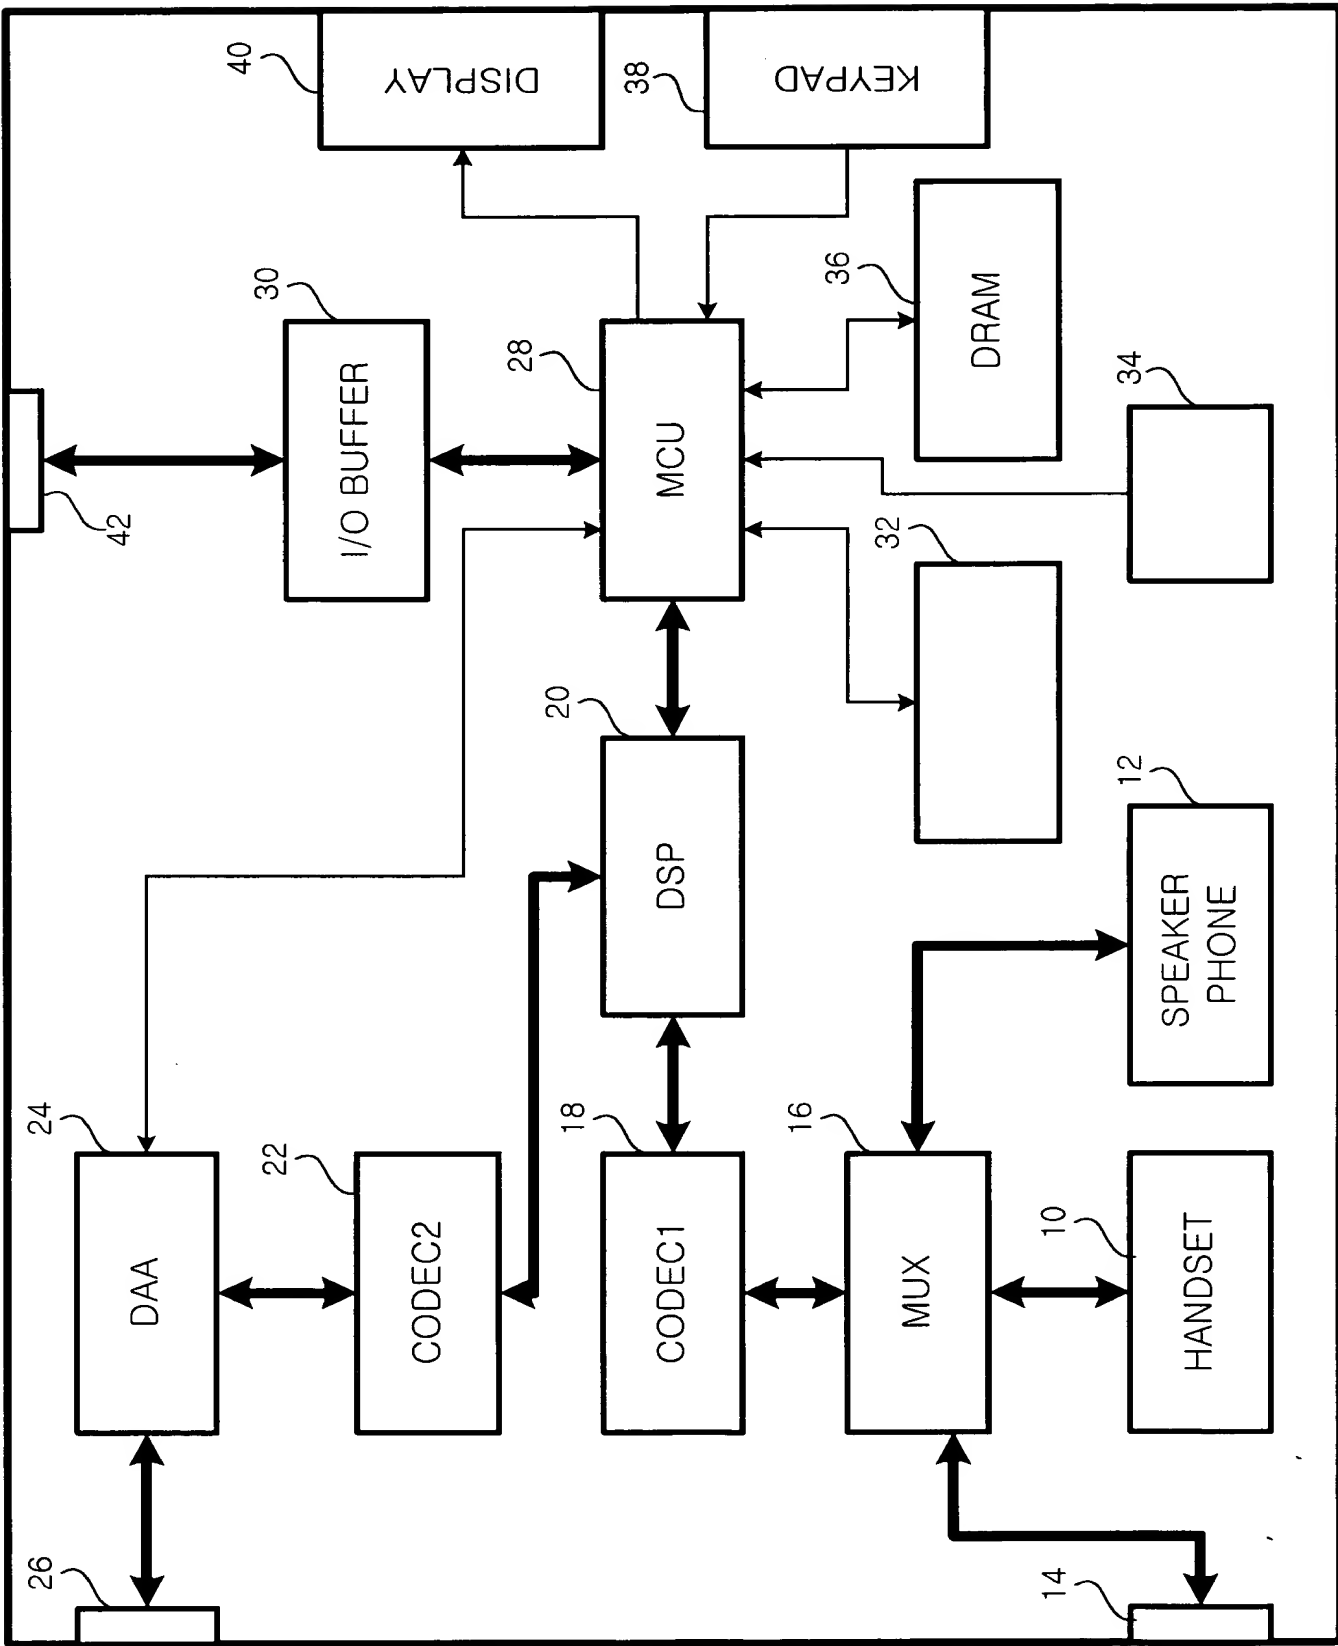 26
24
DAA
22
CODEC2
18
CODEC1
16
MUX
10
HANDSET
14
12
SPEAKER
PHONE
20
DSP
42
30
I/O BUFFER
28
MCU
32
34
36
DRAM
40
DISPLAY
38
KEYPAD